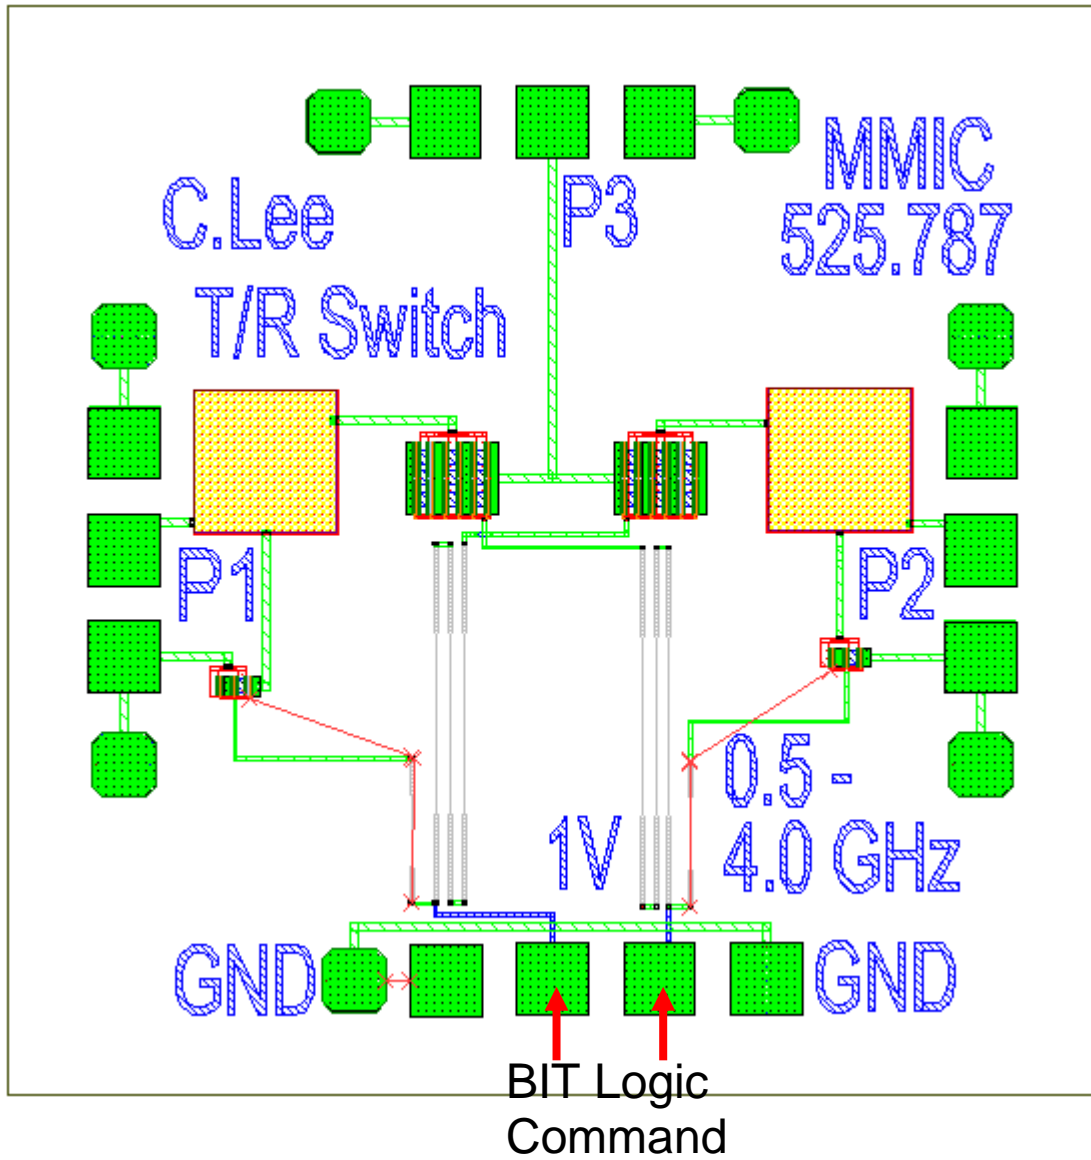 MMIC
525.787
C.Lee
P3
T/R Switch
P1
P2
0.5 -
4.0 GHz
1V
GND
GND
BIT Logic
Command